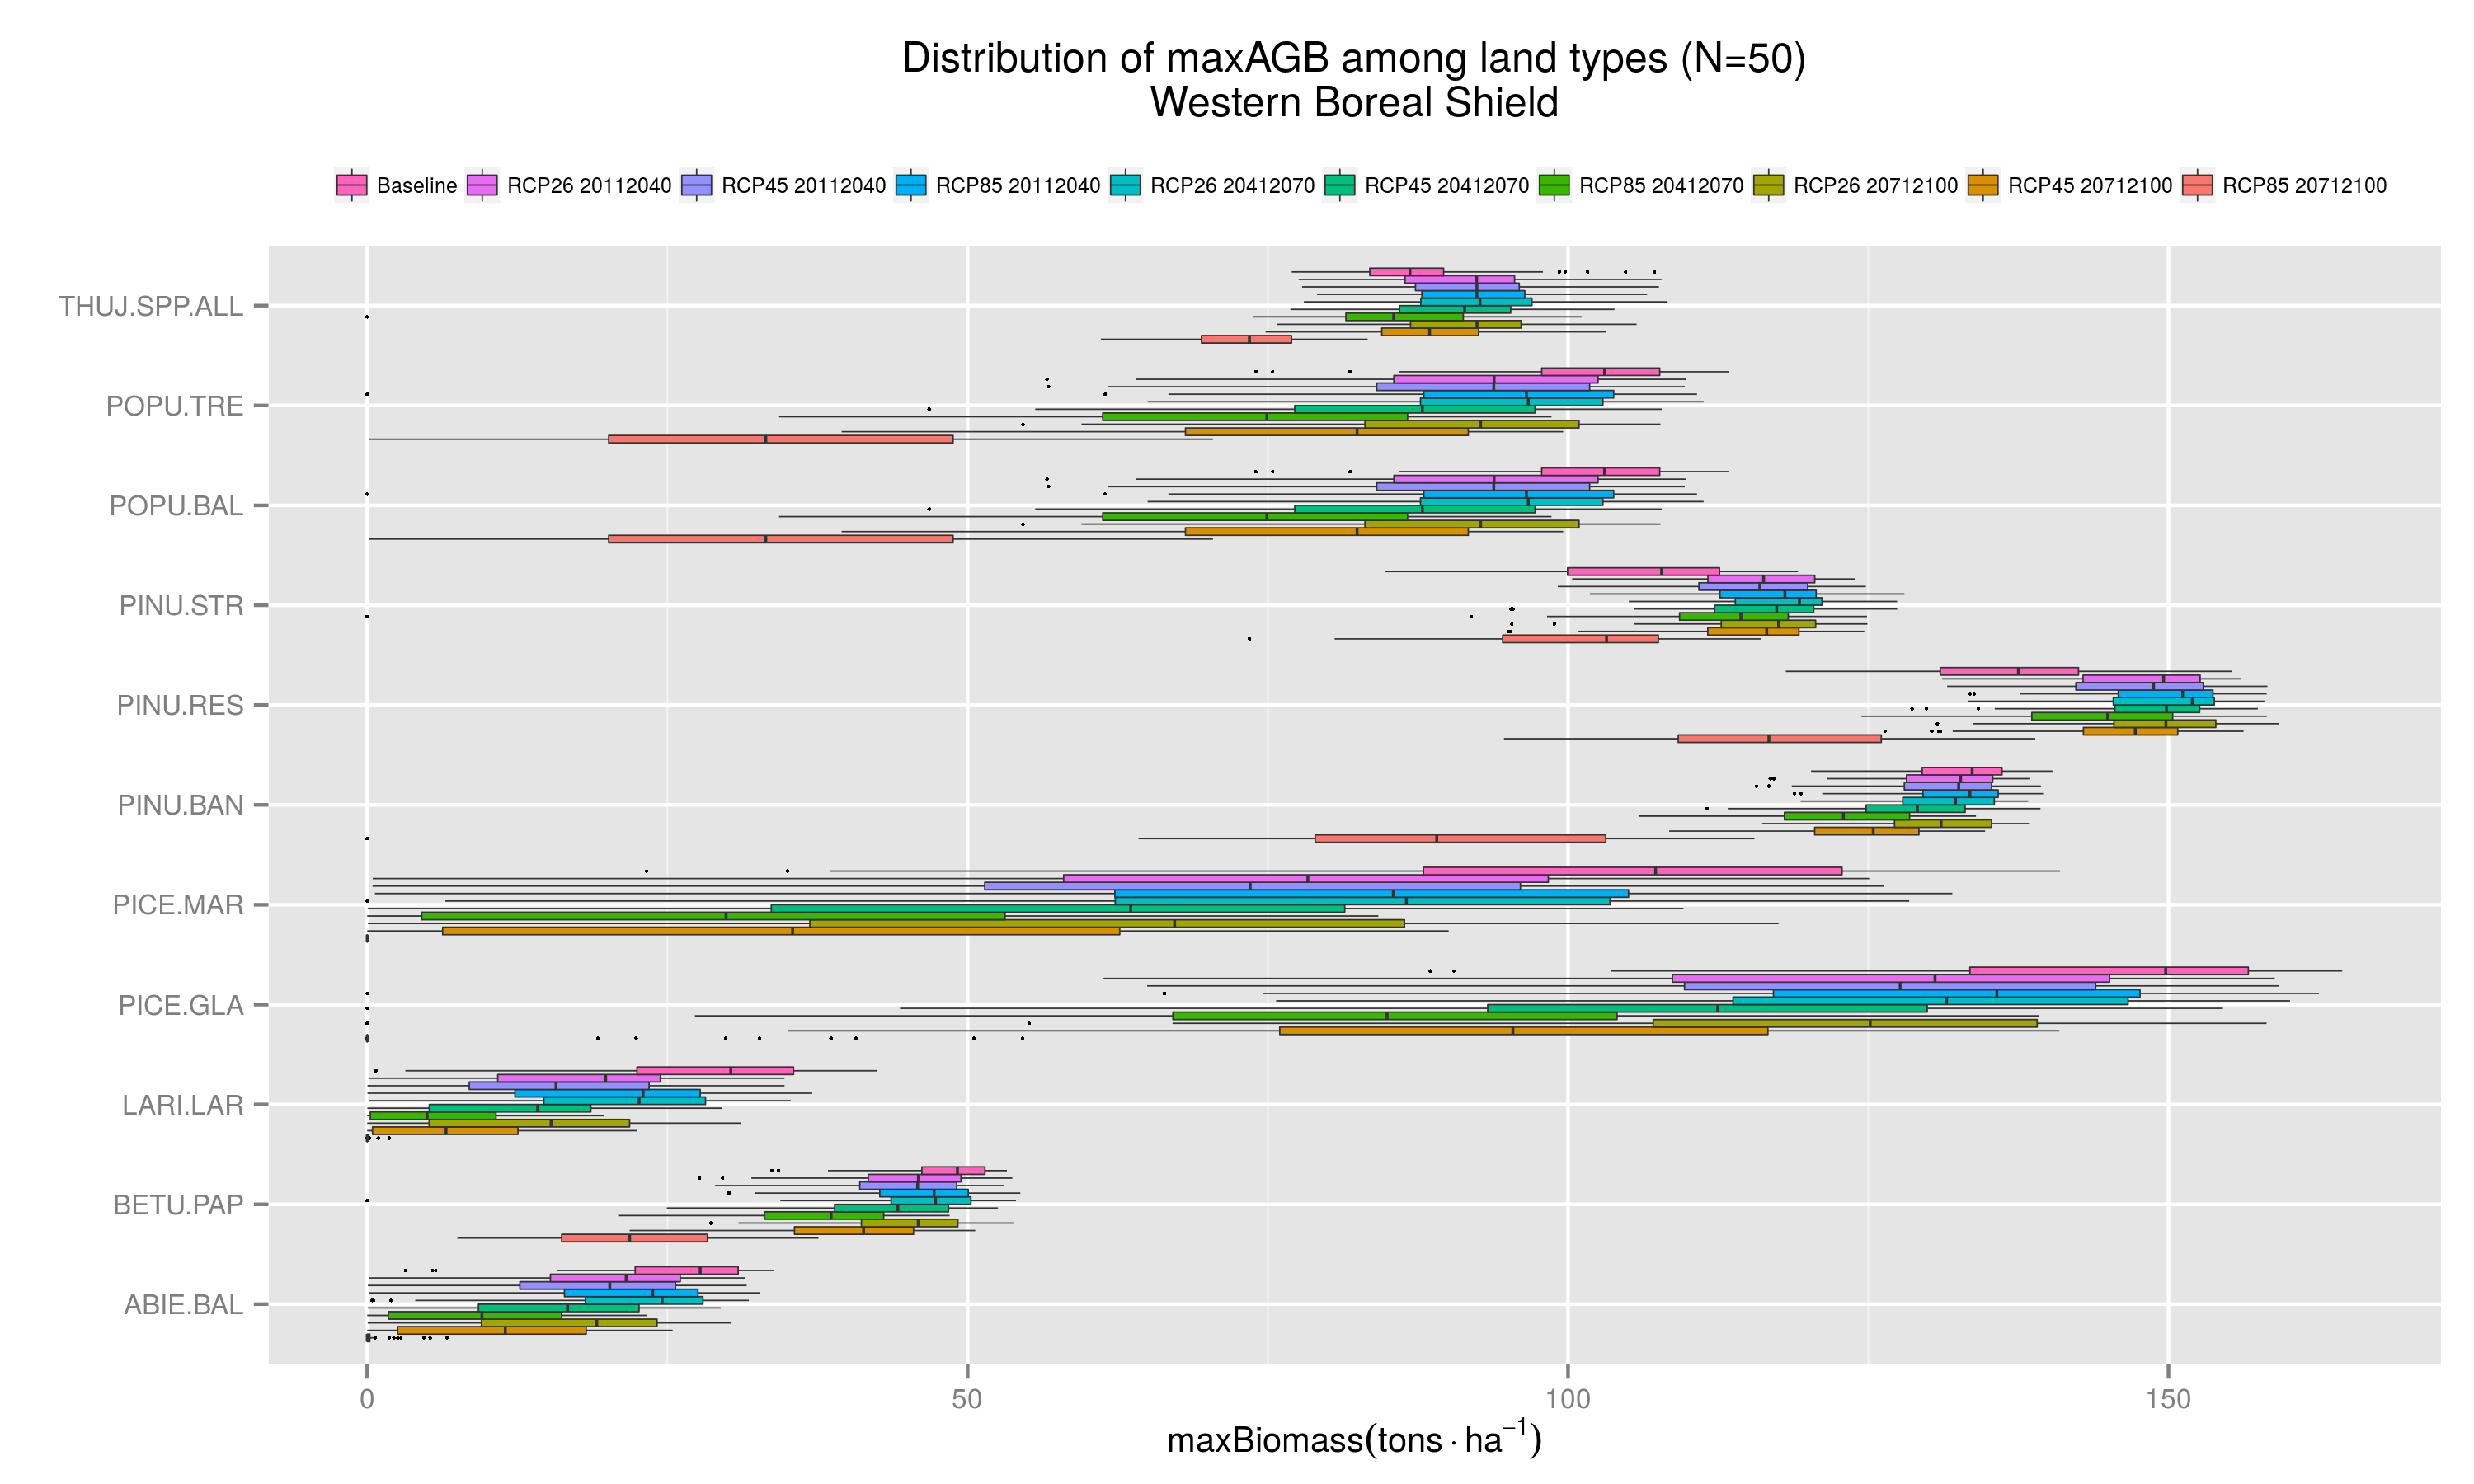 Distribution of maxAGB among land types (N=50)
Western Boreal Shield
Baseline RCP26 20112040 RCP45 20112040 RCP85 20112040 RCP26 20412070 RCP45 20412070 RCP85 20412070 RCP26 20712100 RCP45 20712100 RCP85 20712100
THUJ.SPP.ALL
POPU.TRE
POPU.BAL
PINU.STR
PINU.RES
PINU.BAN
PICE.MAR
PICE.GLA
LARI.LAR
BETU.PAP
ABIE.BAL
0 50 100 150
maxBiomass(tons·ha⁻¹)